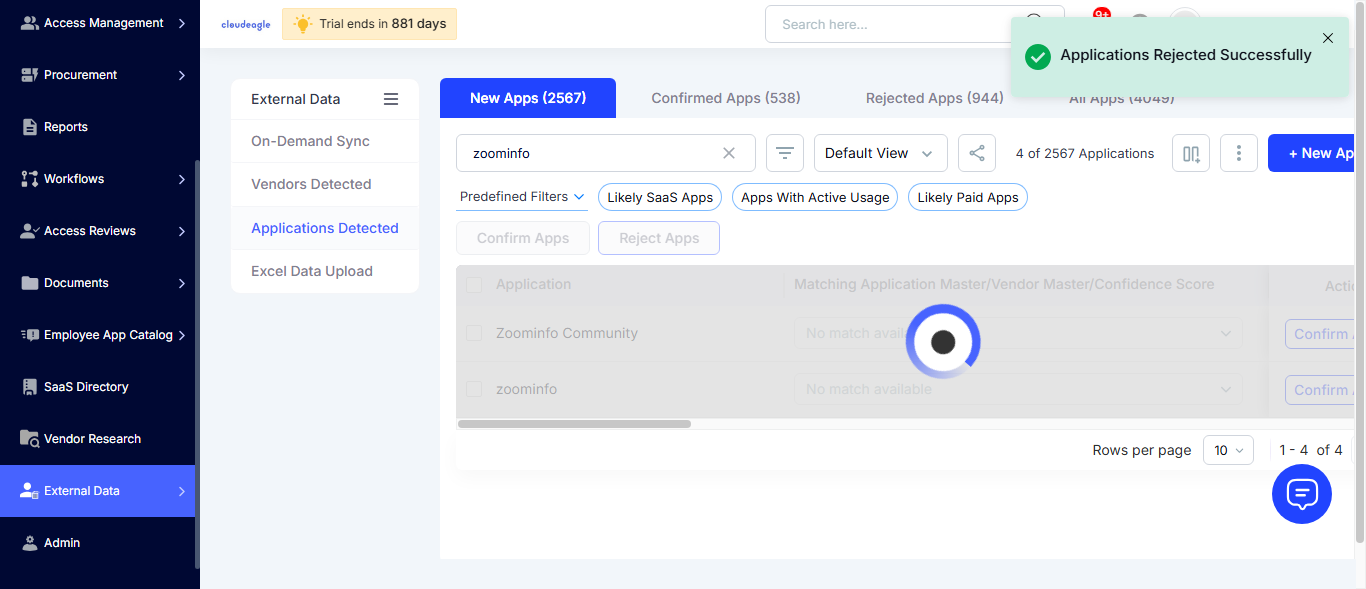 Access Management
Procurement
Reports
Workflows
Access Reviews
Documents
Employee App Catalog
SaaS Directory
Vendor Research
External Data
Admin
cloudeagle
Trial ends in 881 days
Search here...
9+
Applications Rejected Successfully
External Data
On-Demand Sync
Vendors Detected
Applications Detected
Excel Data Upload
New Apps (2567)
Confirmed Apps (538)
Rejected Apps (944)
All Apps (4049)
zoominfo
Default View
4 of 2567 Applications
+ New Ap
Predefined Filters
Likely SaaS Apps
Apps With Active Usage
Likely Paid Apps
Confirm Apps
Reject Apps
Application
Matching Application Master/Vendor Master/Confidence Score
Actio
Zoominfo Community
No match available
Confirm
zoominfo
No match available
Confirm
Rows per page
10
1 - 4 of 4